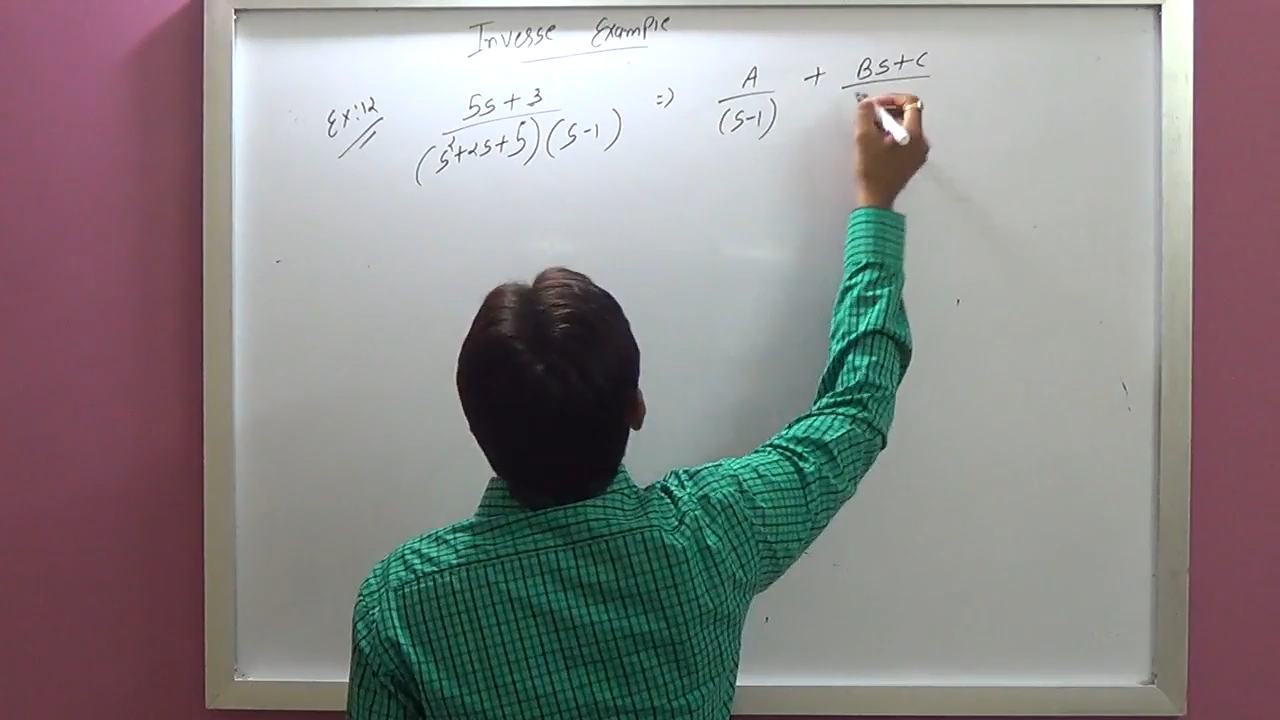 Inverse Example
Ex:12 5s + 3 => A + Bs+C
(s²+2s+5)(s-1) (s-1)